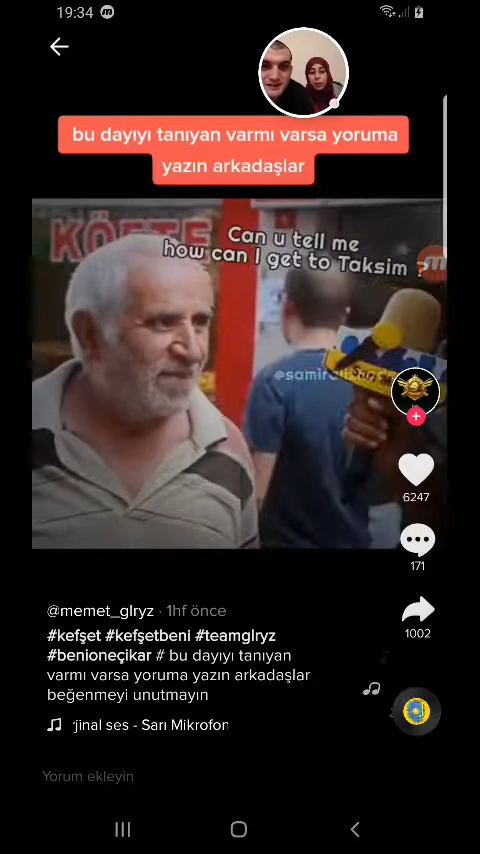 19:34
bu dayıyı tanıyan varmı varsa yoruma
yazın arkadaşlar
KÖFTE
Can u tell me
how can I get to Taksim ?
6247
171
1002
@memet_glryz · 1hf önce
#kefşet #kefşetbeni #teamglryz
#benioneçikar # bu dayıyı tanıyan
varmı varsa yoruma yazın arkadaşlar
beğenmeyi unutmayın
jinal ses - Sarı Mikrofon
Yorum ekleyin